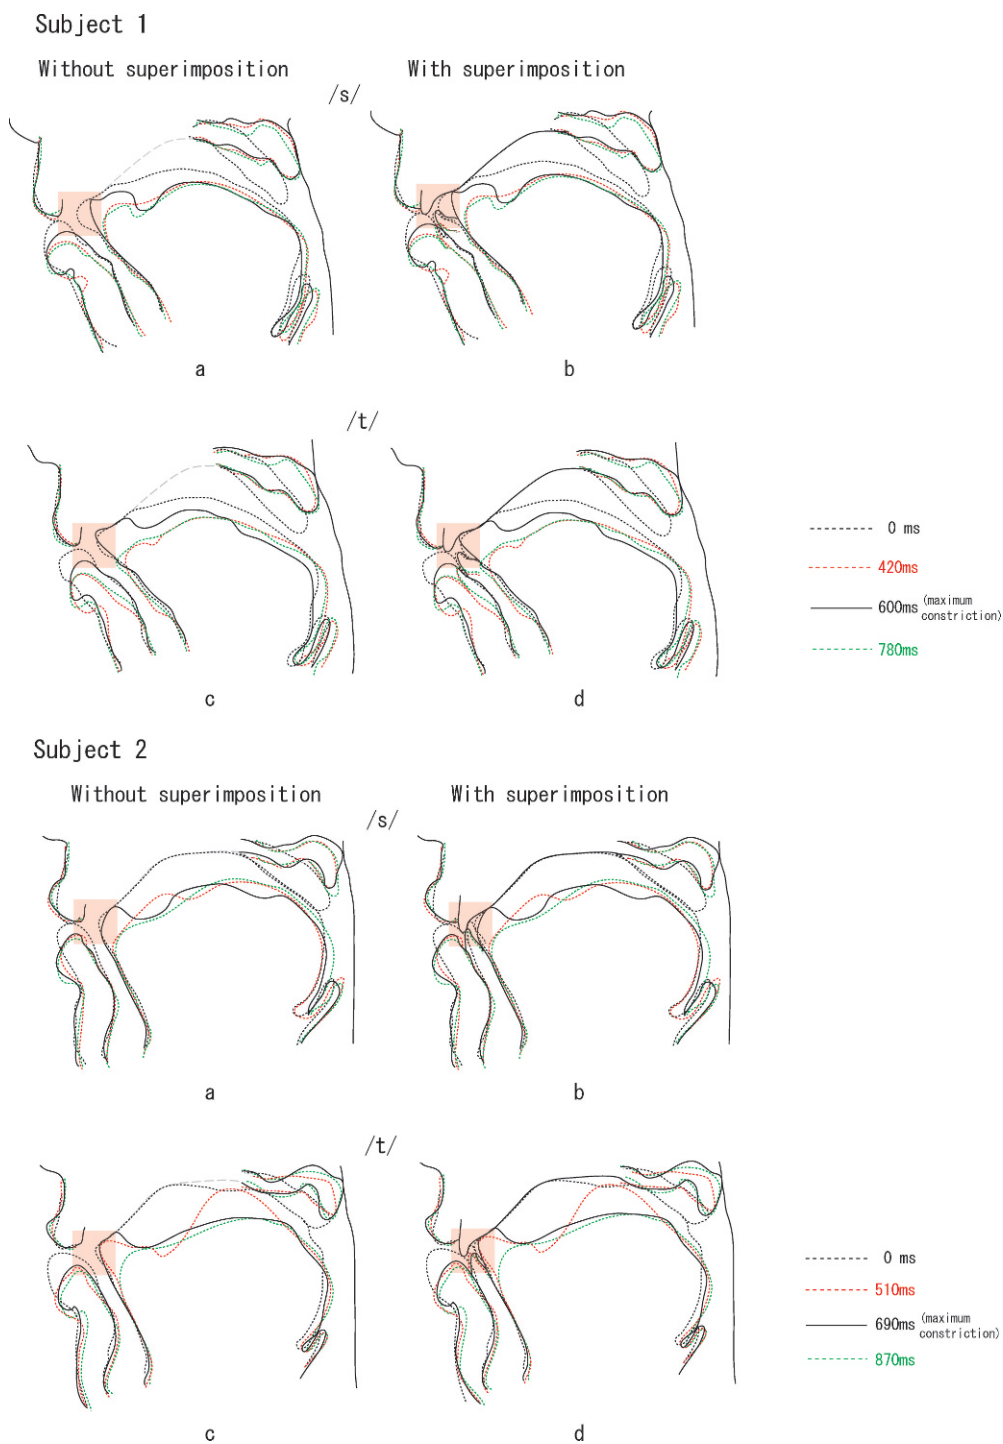 Subject 1
Without superimposition
With superimposition
/s/
a
b
/t/
0 ms
420ms
600ms (maximum constriction)
780ms
c
d
Subject 2
Without superimposition
With superimposition
/s/
a
b
/t/
0 ms
510ms
690ms (maximum constriction)
870ms
c
d